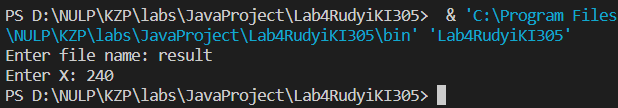 PS D:\NULP\KZP\labs\JavaProject\Lab4RudyiKI305>  & 'C:\Program Files
\NULP\KZP\labs\JavaProject\Lab4RudyiKI305\bin' 'Lab4RudyiKI305'
Enter file name: result
Enter X: 240
PS D:\NULP\KZP\labs\JavaProject\Lab4RudyiKI305>